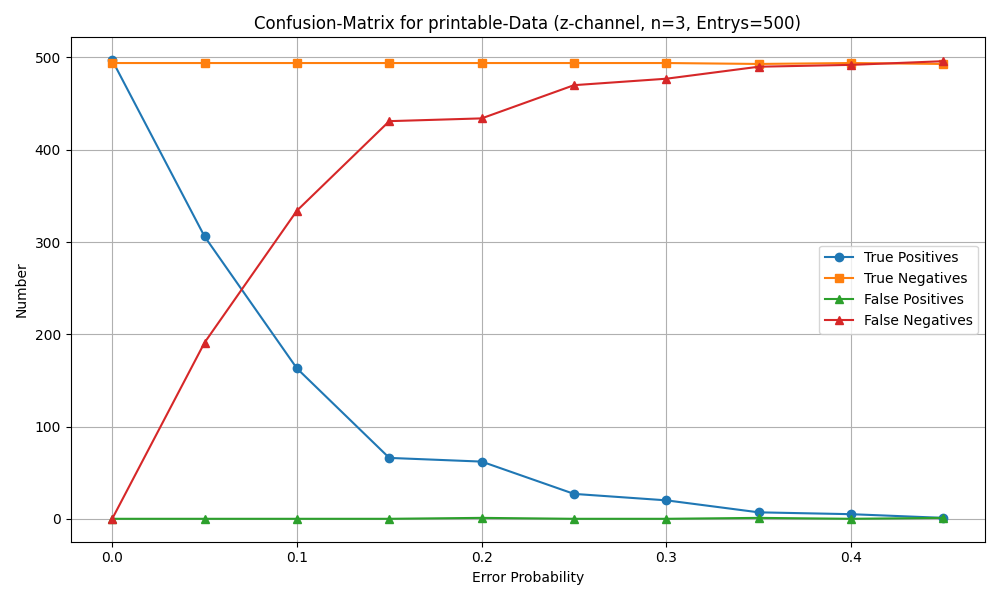 Confusion-Matrix for printable-Data (z-channel, n=3, Entrys=500)
Number
500
400
300
200
100
0
True Positives
True Negatives
False Positives
False Negatives
0.0 0.1 0.2 0.3 0.4
Error Probability